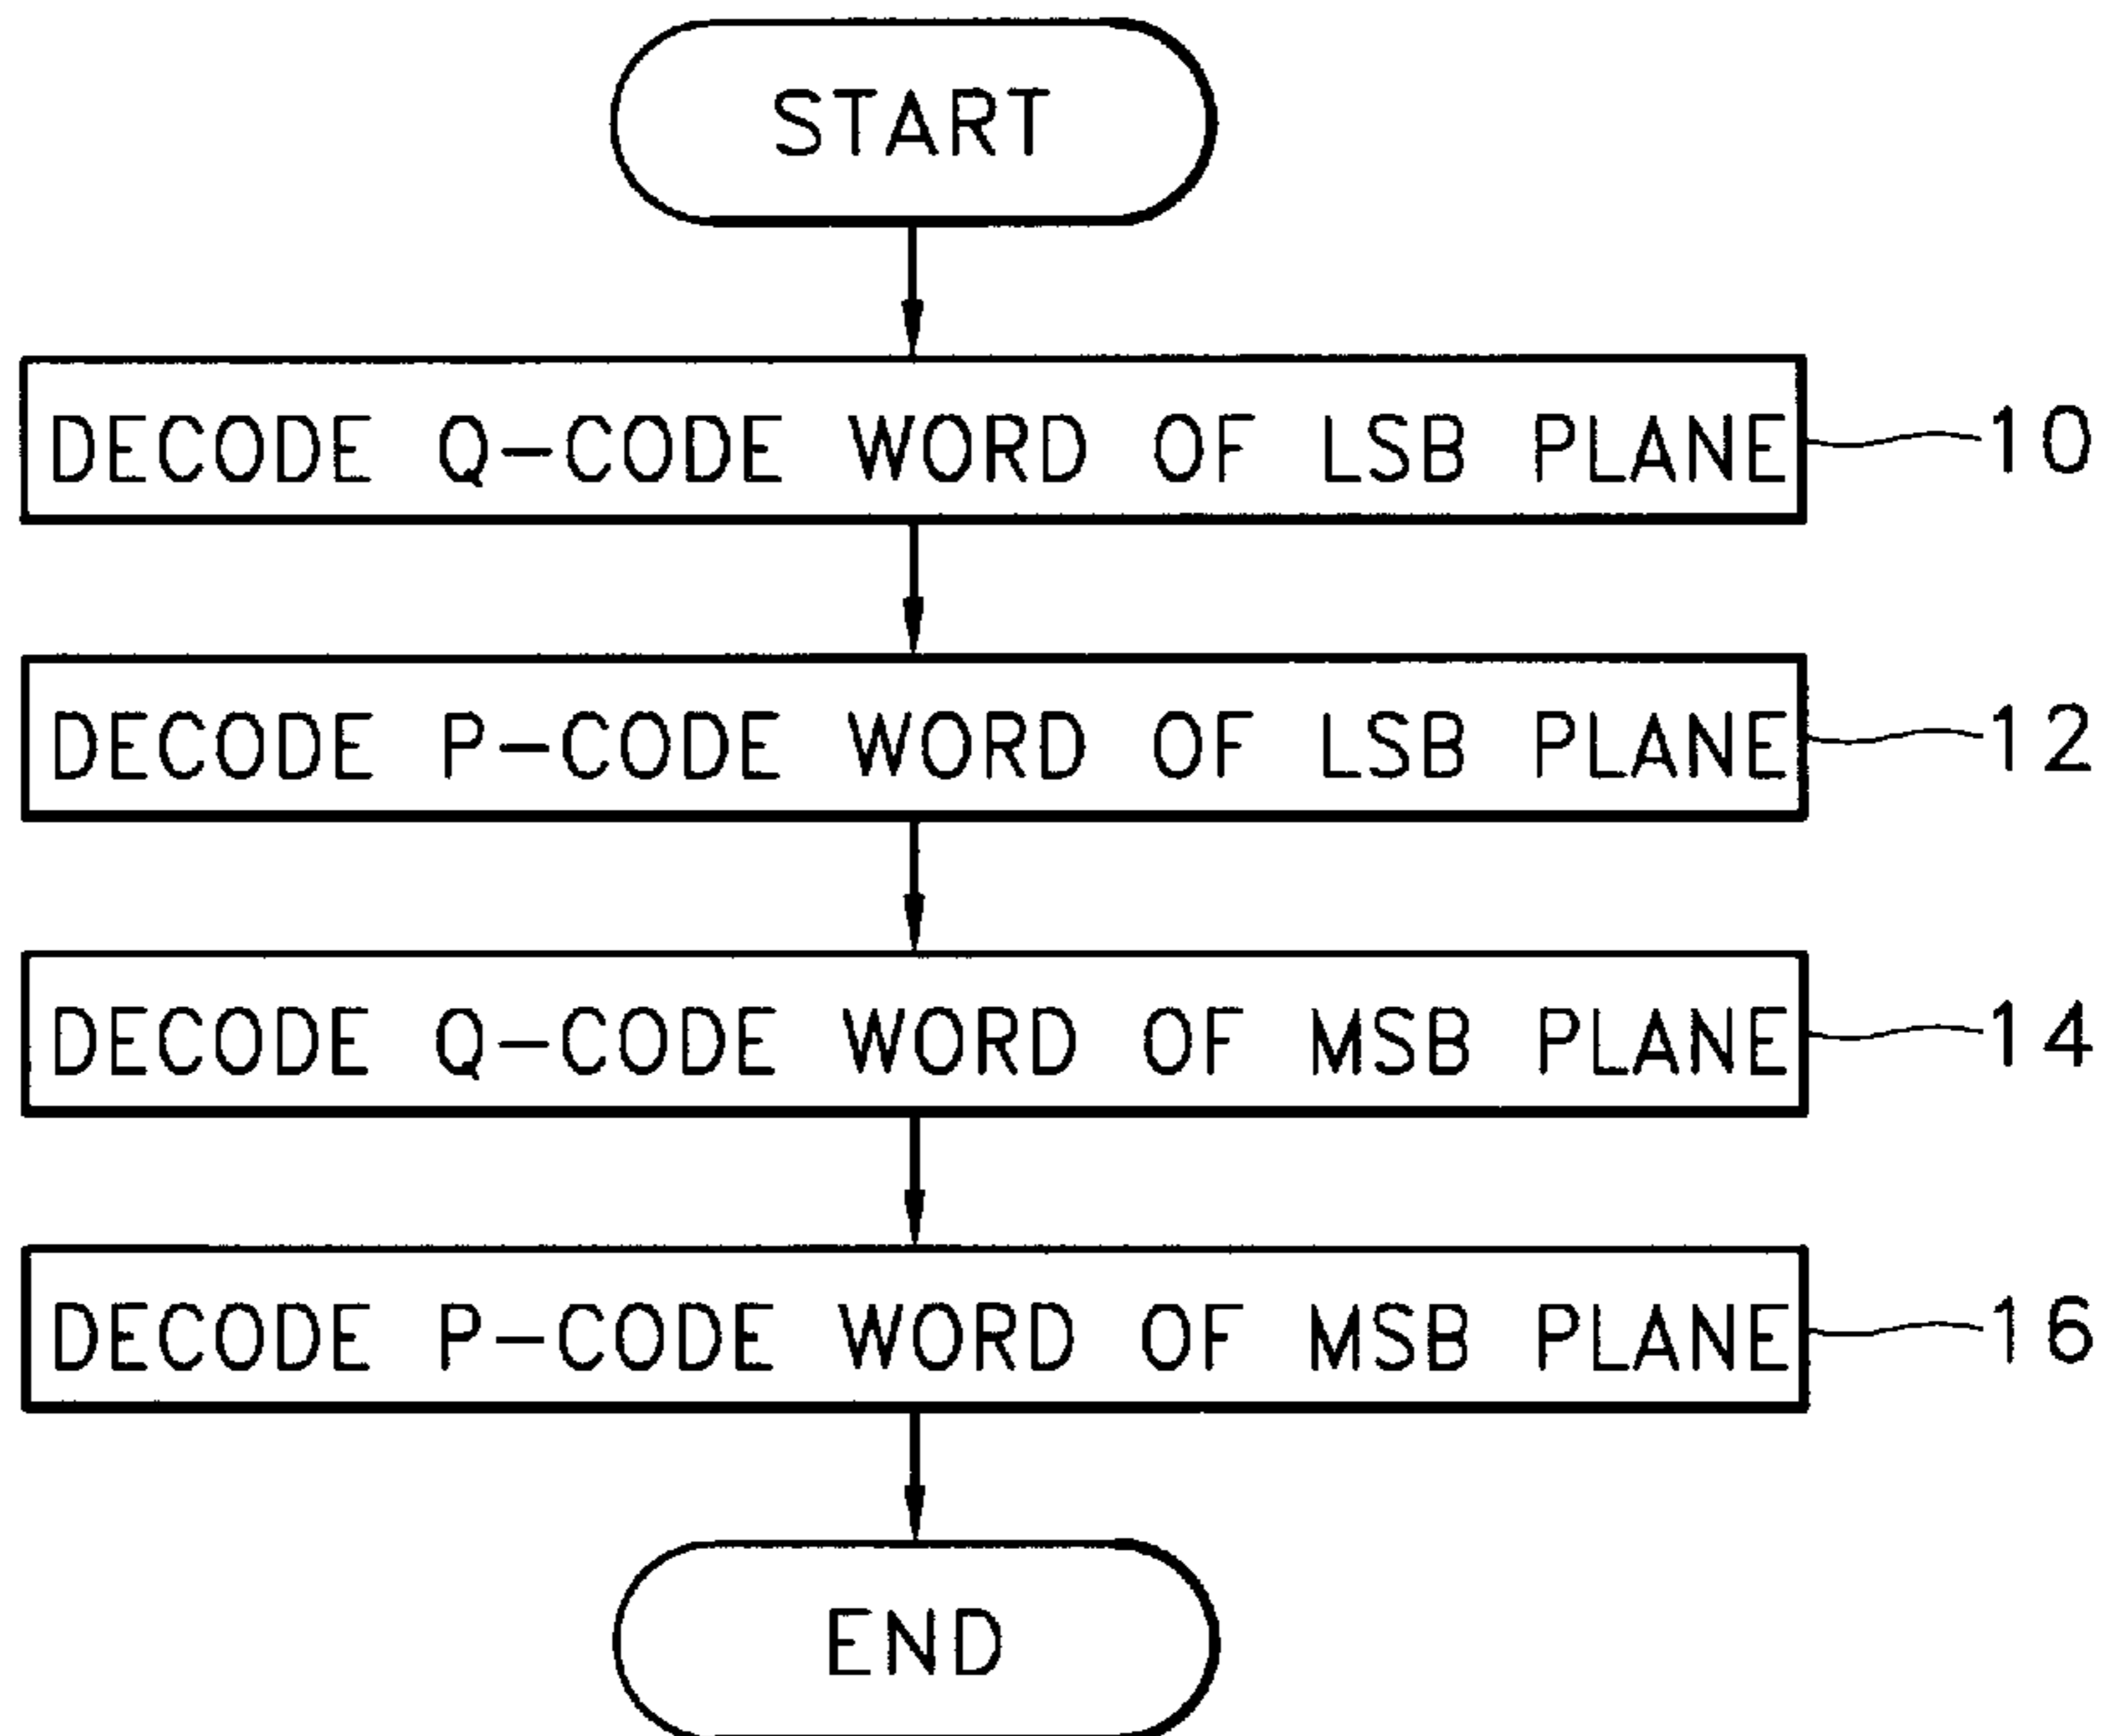 START
DECODE Q-CODE WORD OF LSB PLANE 10
DECODE P-CODE WORD OF LSB PLANE 12
DECODE Q-CODE WORD OF MSB PLANE 14
DECODE P-CODE WORD OF MSB PLANE 16
END